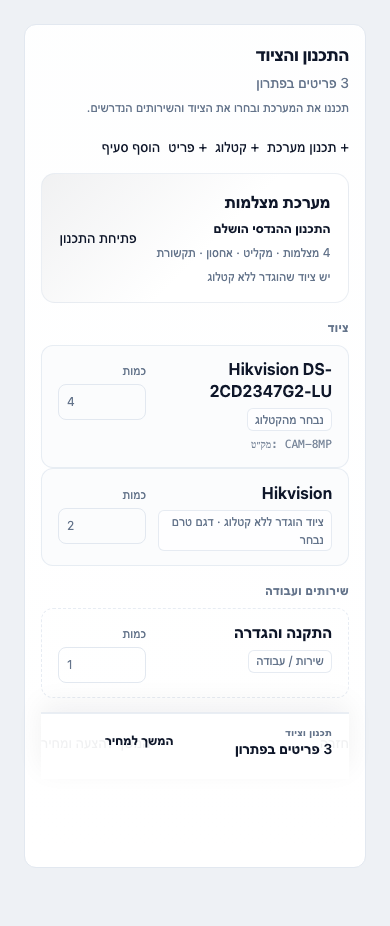 התכנון והציוד
3 פריטים בפתרון
תכננו את המערכת ובחרו את הציוד והשירותים הנדרשים.
+ תכנון מערכת + קטלוג + פריט הוסף סעיף
מערכת מצלמות
התכנון ההנדסי הושלם
4 מצלמות · מקליט · אחסון · תקשורת
יש ציוד שהוגדר ללא קטלוג
פתיחת התכנון
ציוד
Hikvision DS-
2CD2347G2-LU
נבחר מהקטלוג
מק״ט: CAM-8MP
כמות
4
Hikvision
ציוד הוגדר ללא קטלוג · דגם טרם
נבחר
כמות
2
שירותים ועבודה
התקנה והגדרה
שירות / עבודה
כמות
1
תכנון וציוד
3 פריטים בפתרון
המשך למחיר